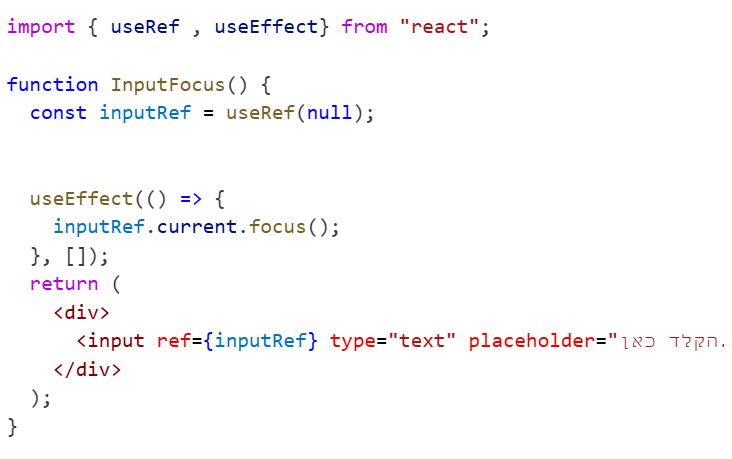 import { useRef , useEffect} from "react";
function InputFocus() {
const inputRef = useRef(null);
useEffect(() => {
inputRef.current.focus();
}, []);
return (
<div>
<input ref={inputRef} type="text" placeholder="הקלד כאן.
</div>
);
}